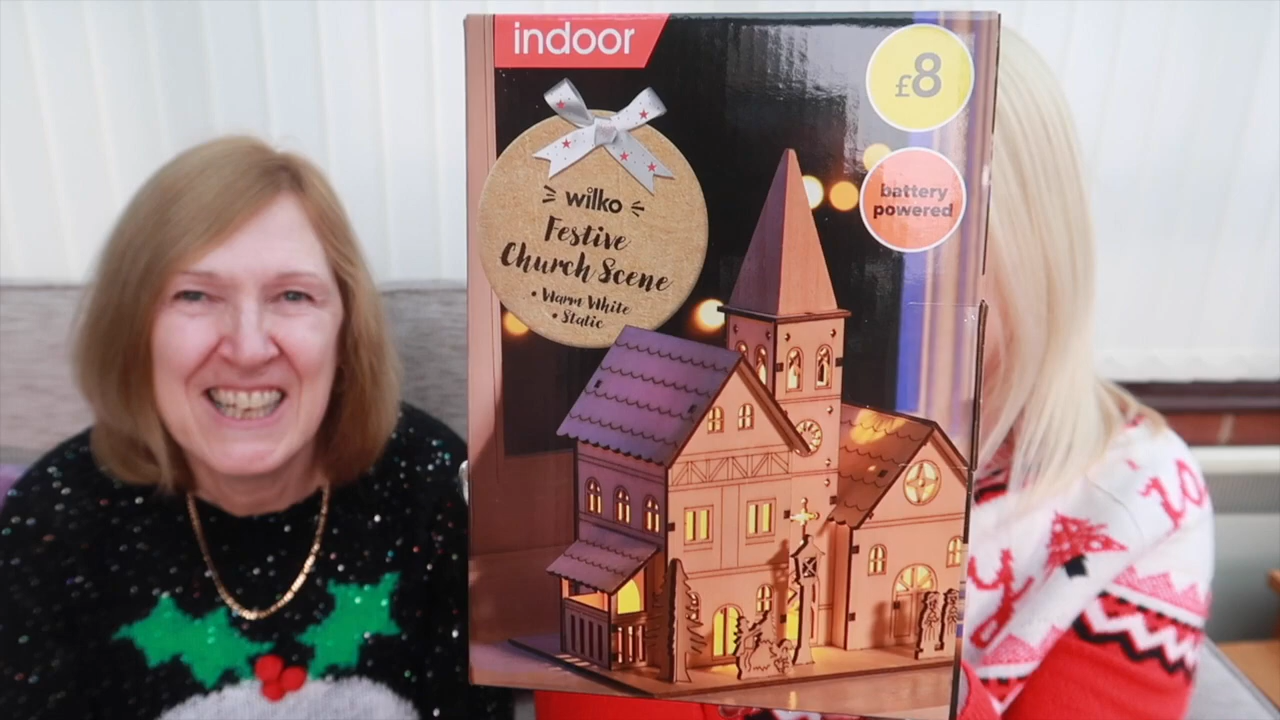 indoor
£8
wilko
Festive
Church Scene
• Warm White
• Static
battery
powered